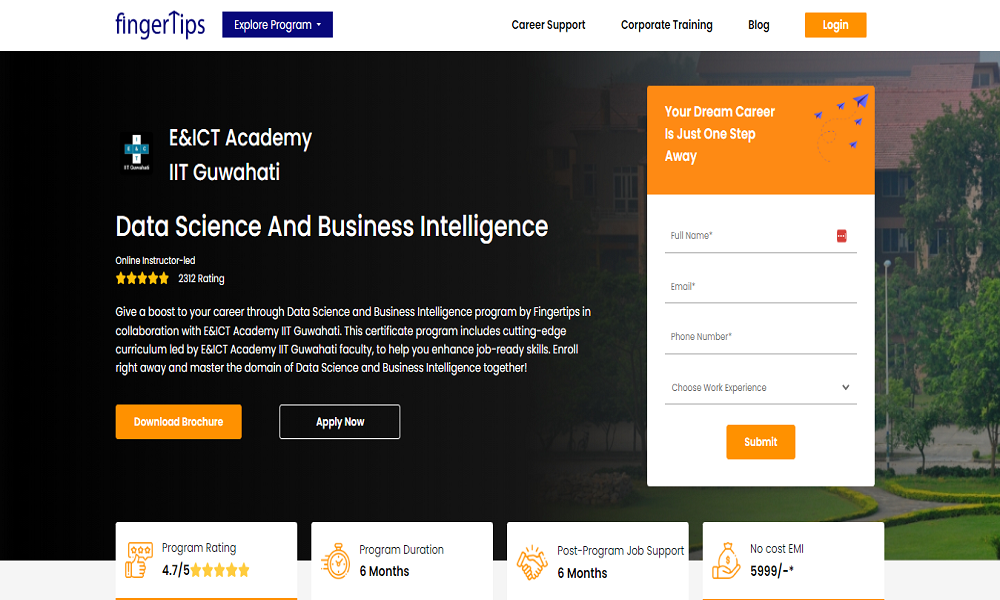 fingerTips
Explore Program
Career Support
Corporate Training
Blog
Login
E&ICT Academy
IIT Guwahati
I
E & C
T
IIT Guwahati
Data Science And Business Intelligence
Online Instructor-led
2312 Rating
Give a boost to your career through Data Science and Business Intelligence program by Fingertips in
collaboration with E&ICT Academy IIT Guwahati. This certificate program includes cutting-edge
curriculum led by E&ICT Academy IIT Guwahati faculty, to help you enhance job-ready skills. Enroll
right away and master the domain of Data Science and Business Intelligence together!
Download Brochure
Apply Now
Your Dream Career
Is Just One Step
Away
Full Name*
Email*
Phone Number*
Choose Work Experience
Submit
Program Rating
4.7/5
Program Duration
6 Months
Post-Program Job Support
6 Months
No cost EMI
5999/-*